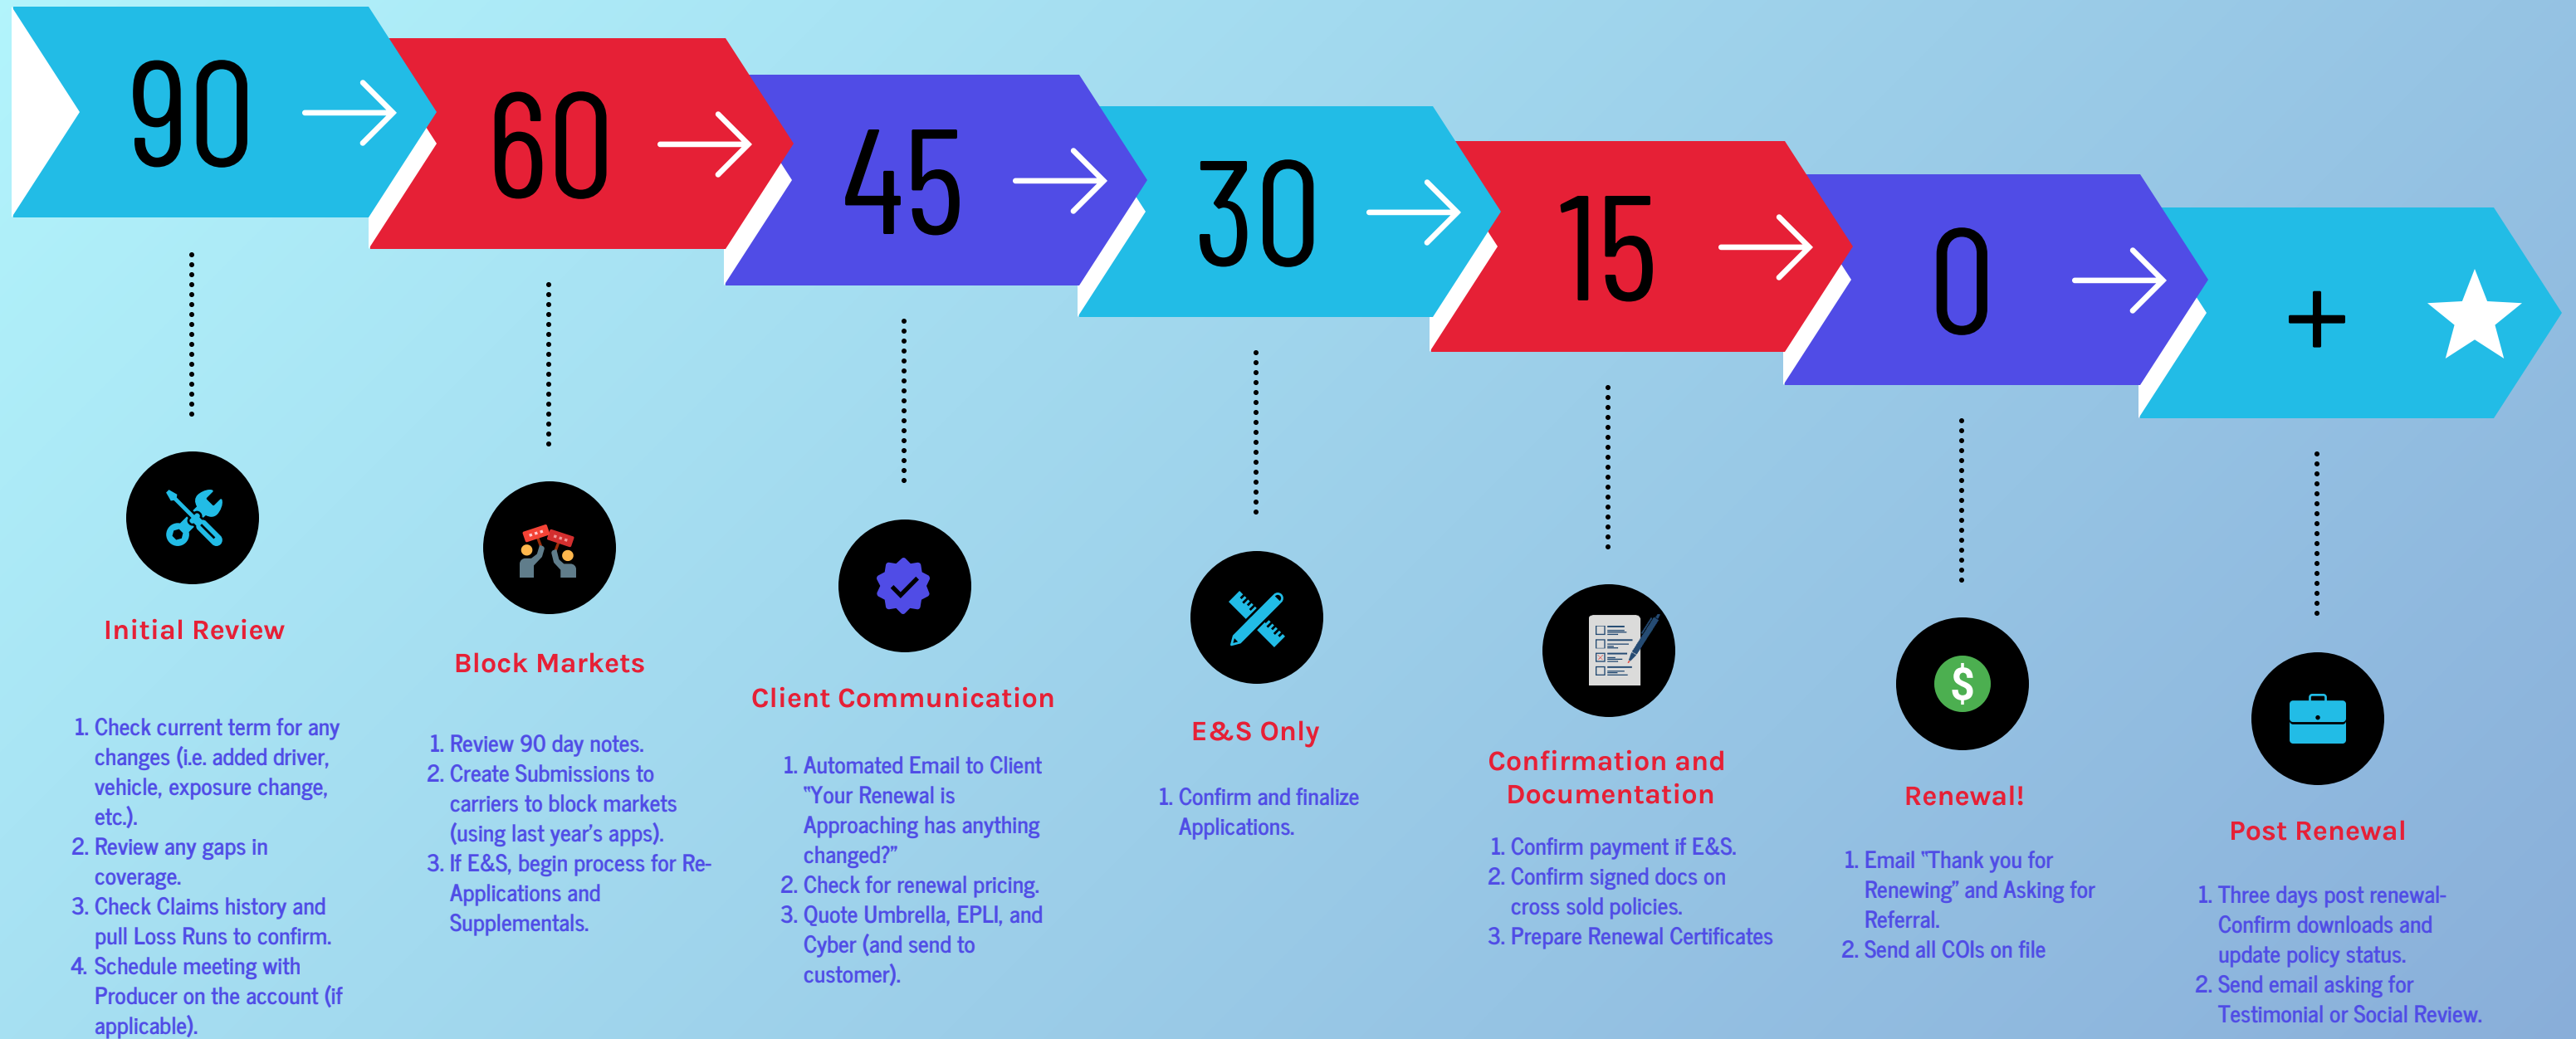 90
60
45
30
15
0
+
Initial Review
1. Check current term for any
changes (i.e. added driver,
vehicle, exposure change,
etc.).
2. Review any gaps in
coverage.
3. Check Claims history and
pull Loss Runs to confirm.
4. Schedule meeting with
Producer on the account (if
applicable).
Block Markets
1. Review 90 day notes.
2. Create Submissions to
carriers to block markets
(using last year's apps).
3. If E&S, begin process for Re-
Applications and
Supplementals.
Client Communication
1. Automated Email to Client
"Your Renewal is
Approaching has anything
changed?"
2. Check for renewal pricing.
3. Quote Umbrella, EPLI, and
Cyber (and send to
customer).
E&S Only
1. Confirm and finalize
Applications.
Confirmation and
Documentation
1. Confirm payment if E&S.
2. Confirm signed docs on
cross sold policies.
3. Prepare Renewal Certificates
$
Renewal!
1. Email "Thank you for
Renewing" and Asking for
Referral.
2. Send all COIs on file
Post Renewal
1. Three days post renewal-
Confirm downloads and
update policy status.
2. Send email asking for
Testimonial or Social Review.